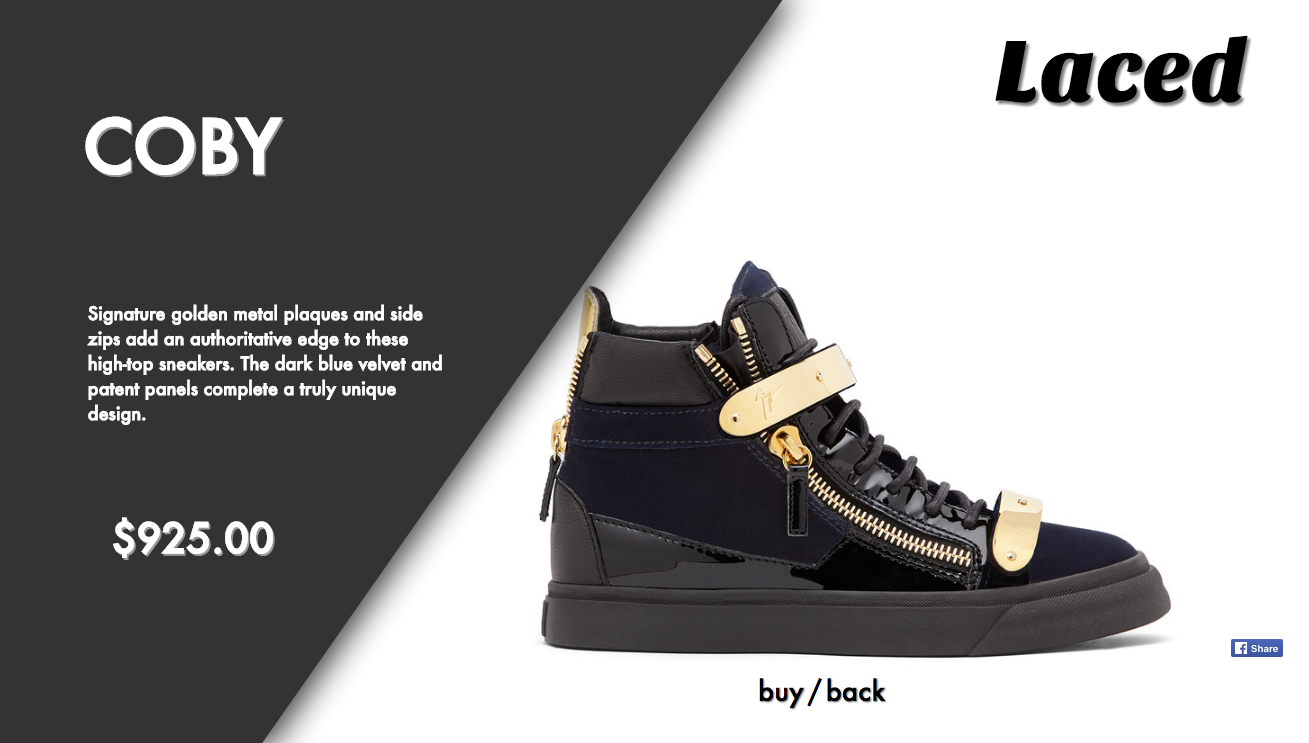 Laced
COBY
Signature golden metal plaques and side
zips add an authoritative edge to these
high-top sneakers. The dark blue velvet and
patent panels complete a truly unique
design.
$925.00
Share
buy / back